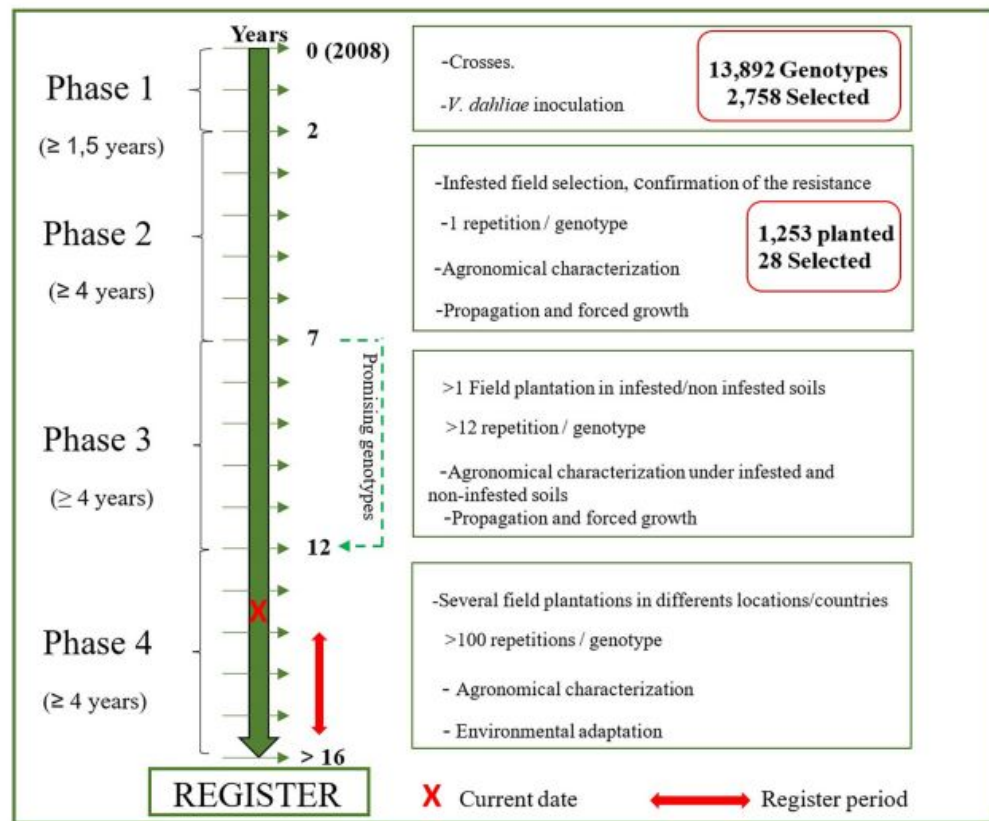 Years
0 (2008)
Phase 1
(≥ 1,5 years)
2
-Crosses.
-V. dahliae inoculation
13,892 Genotypes
2,758 Selected
Phase 2
(≥ 4 years)
7
-Infested field selection, Confirmation of the resistance
-1 repetition / genotype
-Agronomical characterization
-Propagation and forced growth
1,253 planted
28 Selected
Promising genotypes
Phase 3
(≥ 4 years)
12
>1 Field plantation in infested/non infested soils
>12 repetition / genotype
-Agronomical characterization under infested and
non-infested soils
-Propagation and forced growth
X
Phase 4
(≥ 4 years)
> 16
-Several field plantations in differents locations/countries
>100 repetitions / genotype
- Agronomical characterization
- Environmental adaptation
REGISTER
X Current date
Register period